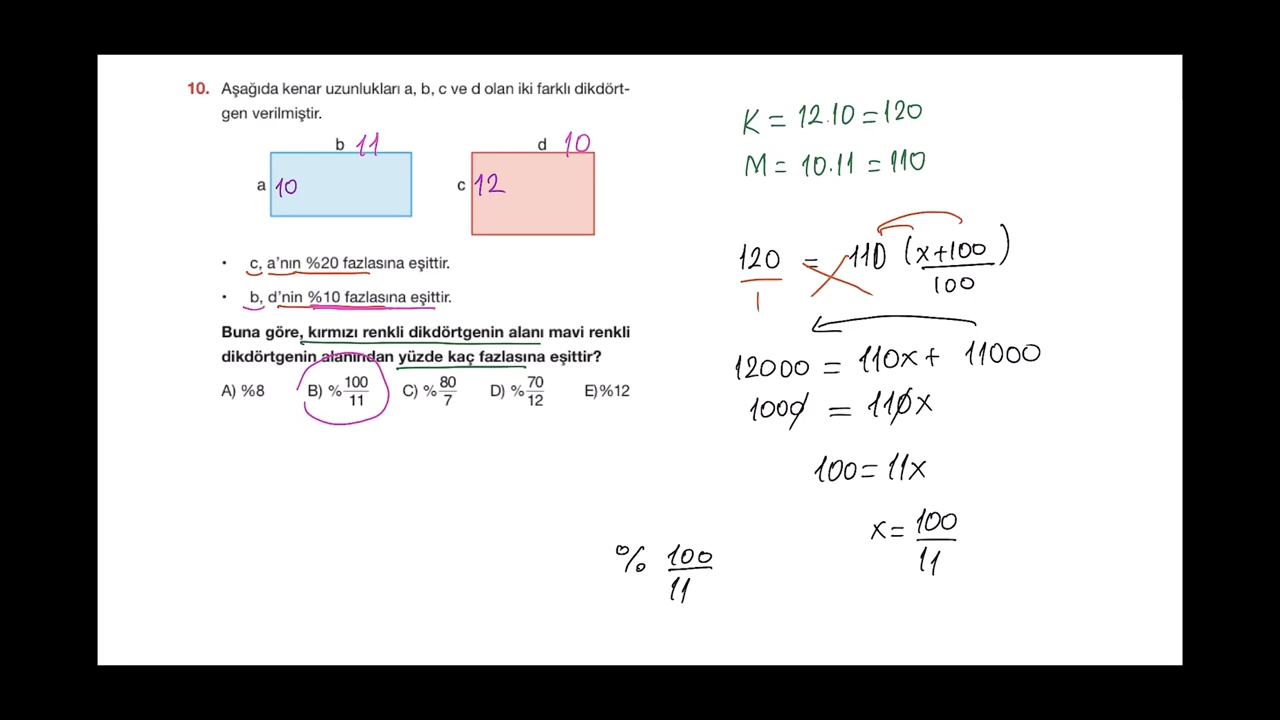 10. Aşağıda kenar uzunlukları a, b, c ve d olan iki farklı dikdört-
gen verilmiştir.
b 11
d 10
a 10
c 12
• c, a'nın %20 fazlasına eşittir.
• b, d'nin %10 fazlasına eşittir.
Buna göre, kırmızı renkli dikdörtgenin alanı mavi renkli
dikdörtgenin alanından yüzde kaç fazlasına eşittir?
A) %8 B) % 100/11 C) % 80/7 D) % 70/12 E) %12
K = 12.10 = 120
M = 10.11 = 110
120/1 = 110 (x+100/100)
12000 = 110x + 11000
1000 = 110x
100 = 11x
x = 100/11
% 100/11